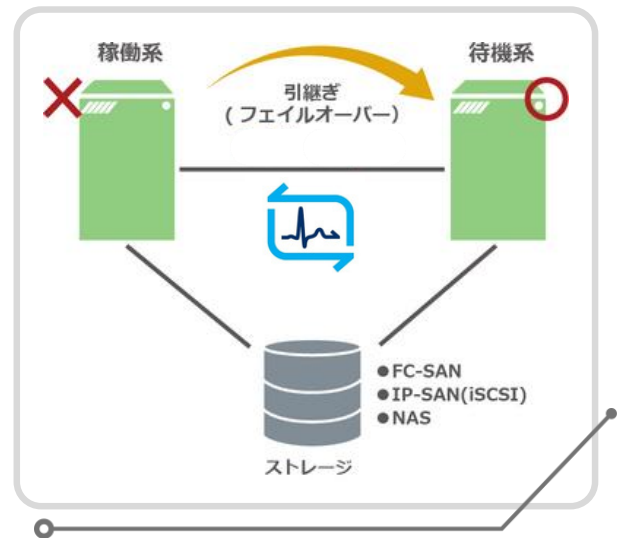 稼働系
待機系
引継ぎ
(フェイルオーバー)
●FC-SAN
●IP-SAN(iSCSI)
●NAS
ストレージ